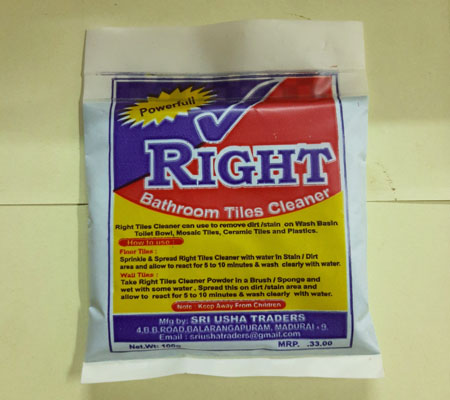 Powerfull
RIGHT
Bathroom Tiles Cleaner
Right Tiles Cleaner can use to remove dirt /stain on Wash Basin
Toilet Bowl, Mosaic Tiles, Ceramic Tiles and Plastics.
How to use :
Floor Tiles :
Sprinkle & Spread Right Tiles Cleaner with water In Stain / Dirt
area and allow to react for 5 to 10 minutes & wash clearly with water.
Wall Tiles :
Take Right Tiles Cleaner Powder in a Brush / Sponge and
wet with some water . Spread this on dirt /stain area and
allow to react for 5 to 10 minutes & wash clearly with water.
Note : Keep Away From Children
Mfg by: SRI USHA TRADERS
4.B.B.ROAD,BALARANGAPURAM, MADURAI - 9.
Email : sriushatraders@gmail.com
Net.Wt: 100g MRP. .33.00